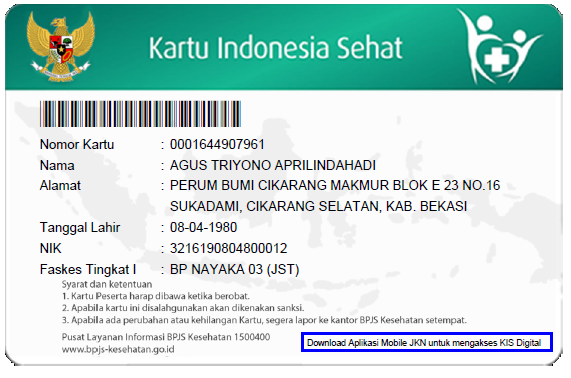 Kartu Indonesia Sehat
Nomor Kartu : 0001644907961
Nama : AGUS TRIYONO APRILINDAHADI
Alamat : PERUM BUMI CIKARANG MAKMUR BLOK E 23 NO.16
SUKADAMI, CIKARANG SELATAN, KAB. BEKASI
Tanggal Lahir : 08-04-1980
NIK : 3216190804800012
Faskes Tingkat I : BP NAYAKA 03 (JST)
Syarat dan Ketentuan
1. Kartu Peserta harap dibawa ketika berobat.
2. Apabila kartu ini disalahgunakan akan dikenakan sanksi.
3. Apabila ada perubahan atau kehilangan Kartu, segera lapor ke kantor BPJS Kesehatan setempat.
Pusat Layanan Informasi BPJS Kesehatan 1500400
www.bpjs-kesehatan.go.id
Download Aplikasi Mobile JKN untuk mengakses KIS Digital